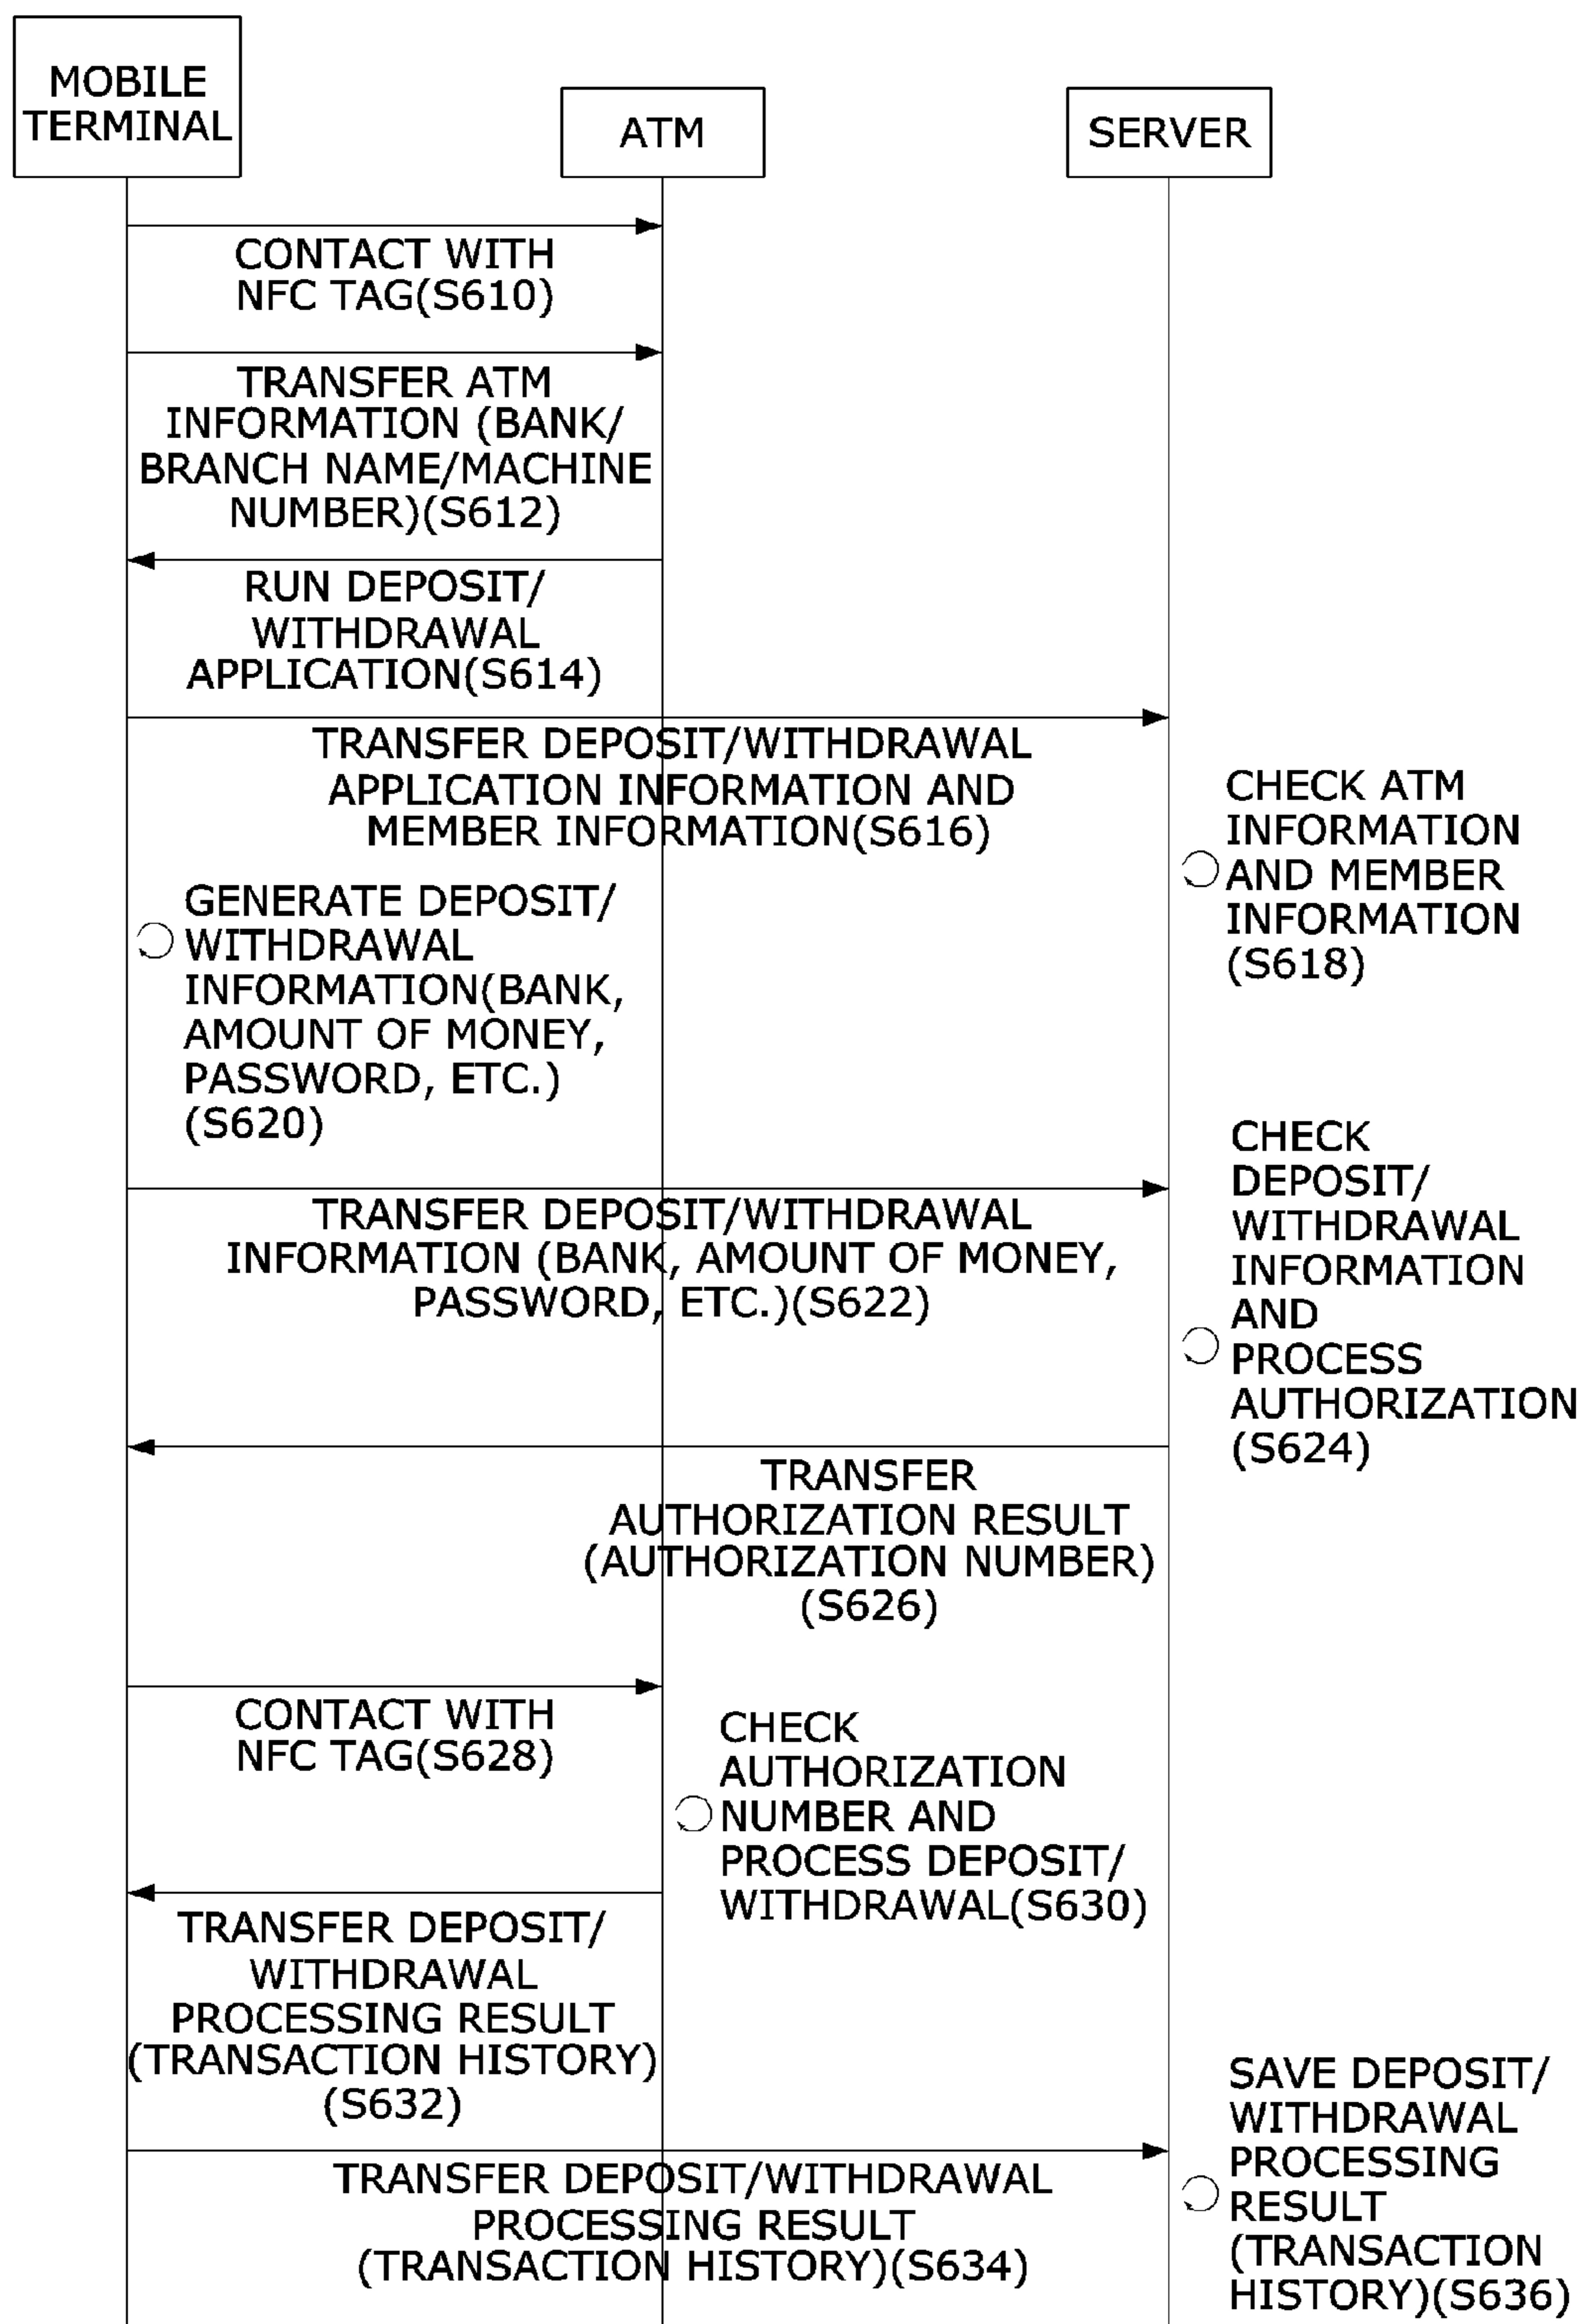 MOBILE
TERMINAL
ATM
SERVER
CONTACT WITH
NFC TAG(S610)
TRANSFER ATM
INFORMATION (BANK/
BRANCH NAME/MACHINE
NUMBER)(S612)
RUN DEPOSIT/
WITHDRAWAL
APPLICATION(S614)
TRANSFER DEPOSIT/WITHDRAWAL
APPLICATION INFORMATION AND
MEMBER INFORMATION(S616)
CHECK ATM
INFORMATION
AND MEMBER
INFORMATION
(S618)
GENERATE DEPOSIT/
WITHDRAWAL
INFORMATION(BANK,
AMOUNT OF MONEY,
PASSWORD, ETC.)
(S620)
TRANSFER DEPOSIT/WITHDRAWAL
INFORMATION (BANK, AMOUNT OF MONEY,
PASSWORD, ETC.)(S622)
CHECK
DEPOSIT/
WITHDRAWAL
INFORMATION
AND
PROCESS
AUTHORIZATION
(S624)
TRANSFER
AUTHORIZATION RESULT
(AUTHORIZATION NUMBER)
(S626)
CONTACT WITH
NFC TAG(S628)
CHECK
AUTHORIZATION
NUMBER AND
PROCESS DEPOSIT/
WITHDRAWAL(S630)
TRANSFER DEPOSIT/
WITHDRAWAL
PROCESSING RESULT
(TRANSACTION HISTORY)
(S632)
TRANSFER DEPOSIT/WITHDRAWAL
PROCESSING RESULT
(TRANSACTION HISTORY)(S634)
SAVE DEPOSIT/
WITHDRAWAL
PROCESSING
RESULT
(TRANSACTION
HISTORY)(S636)